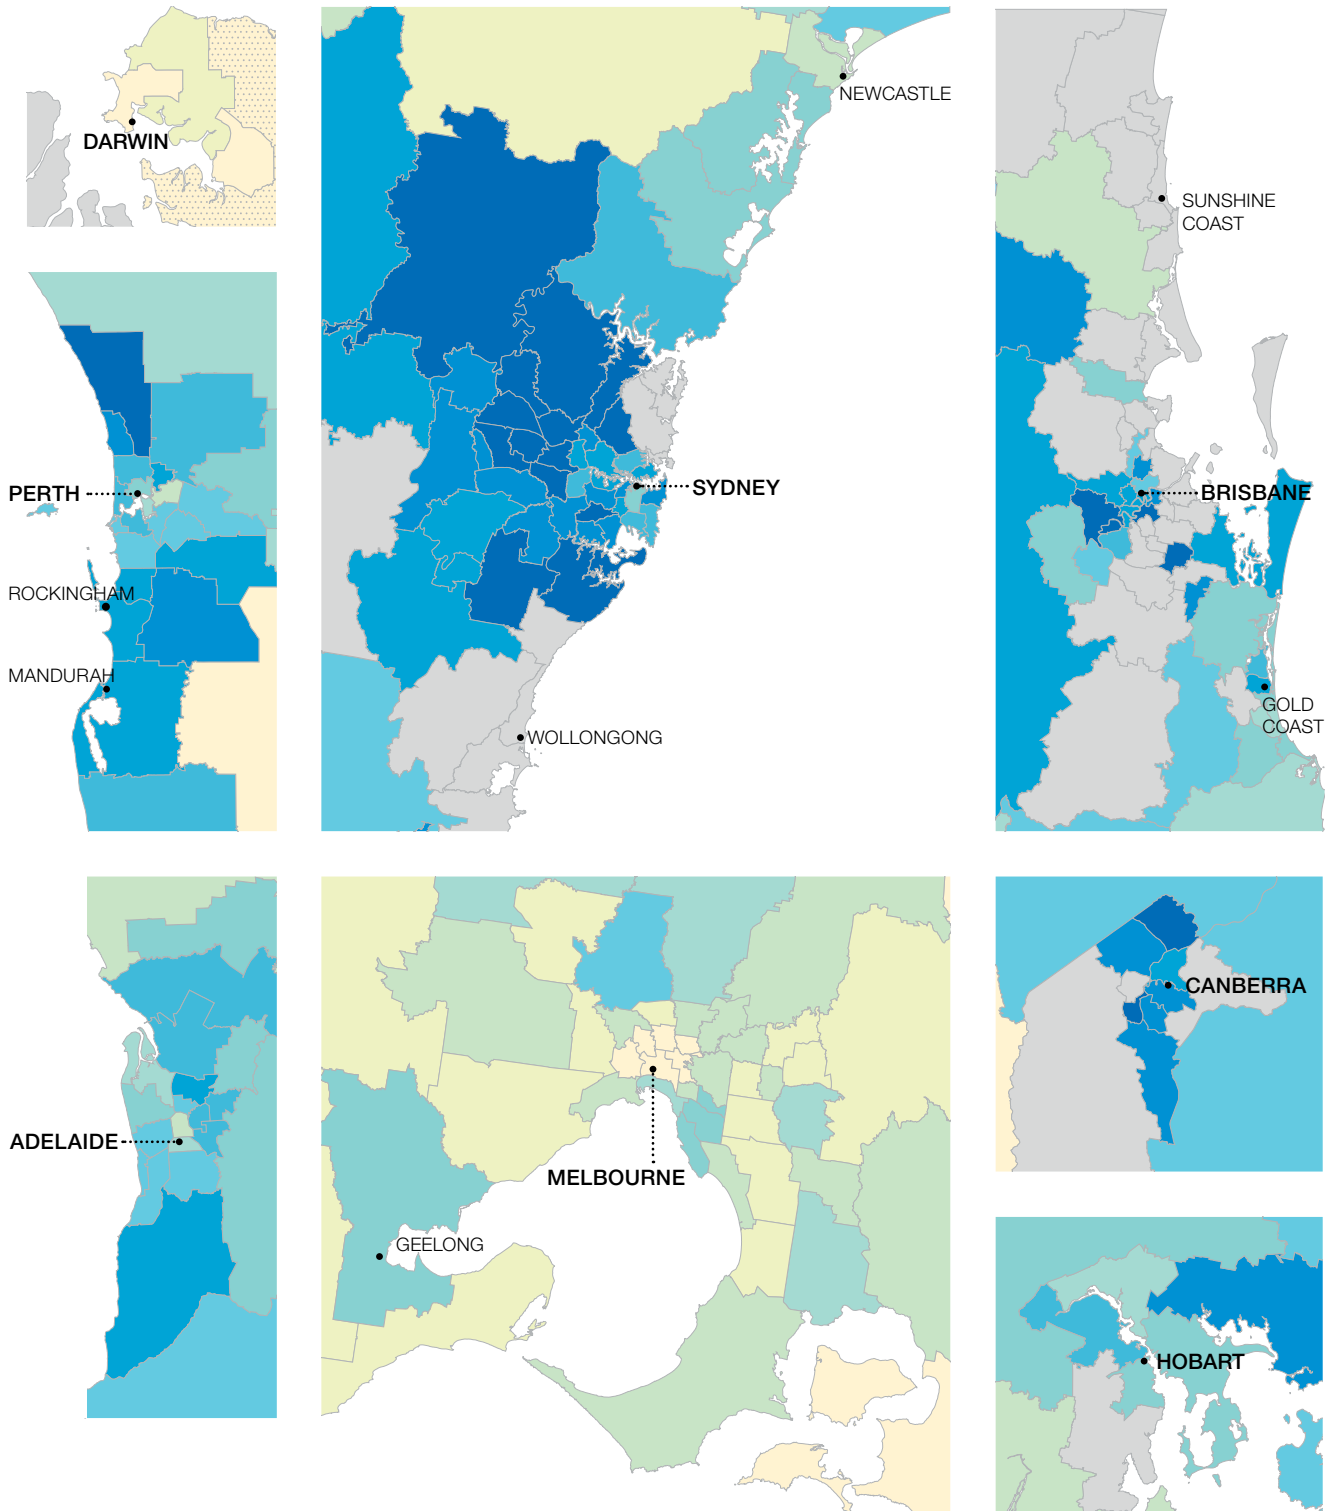 NEWCASTLE
DARWIN
SUNSHINE
COAST
PERTH
SYDNEY
BRISBANE
ROCKINGHAM
MANDURAH
GOLD
COAST
WOLLONGONG
CANBERRA
ADELAIDE
MELBOURNE
GEELONG
HOBART